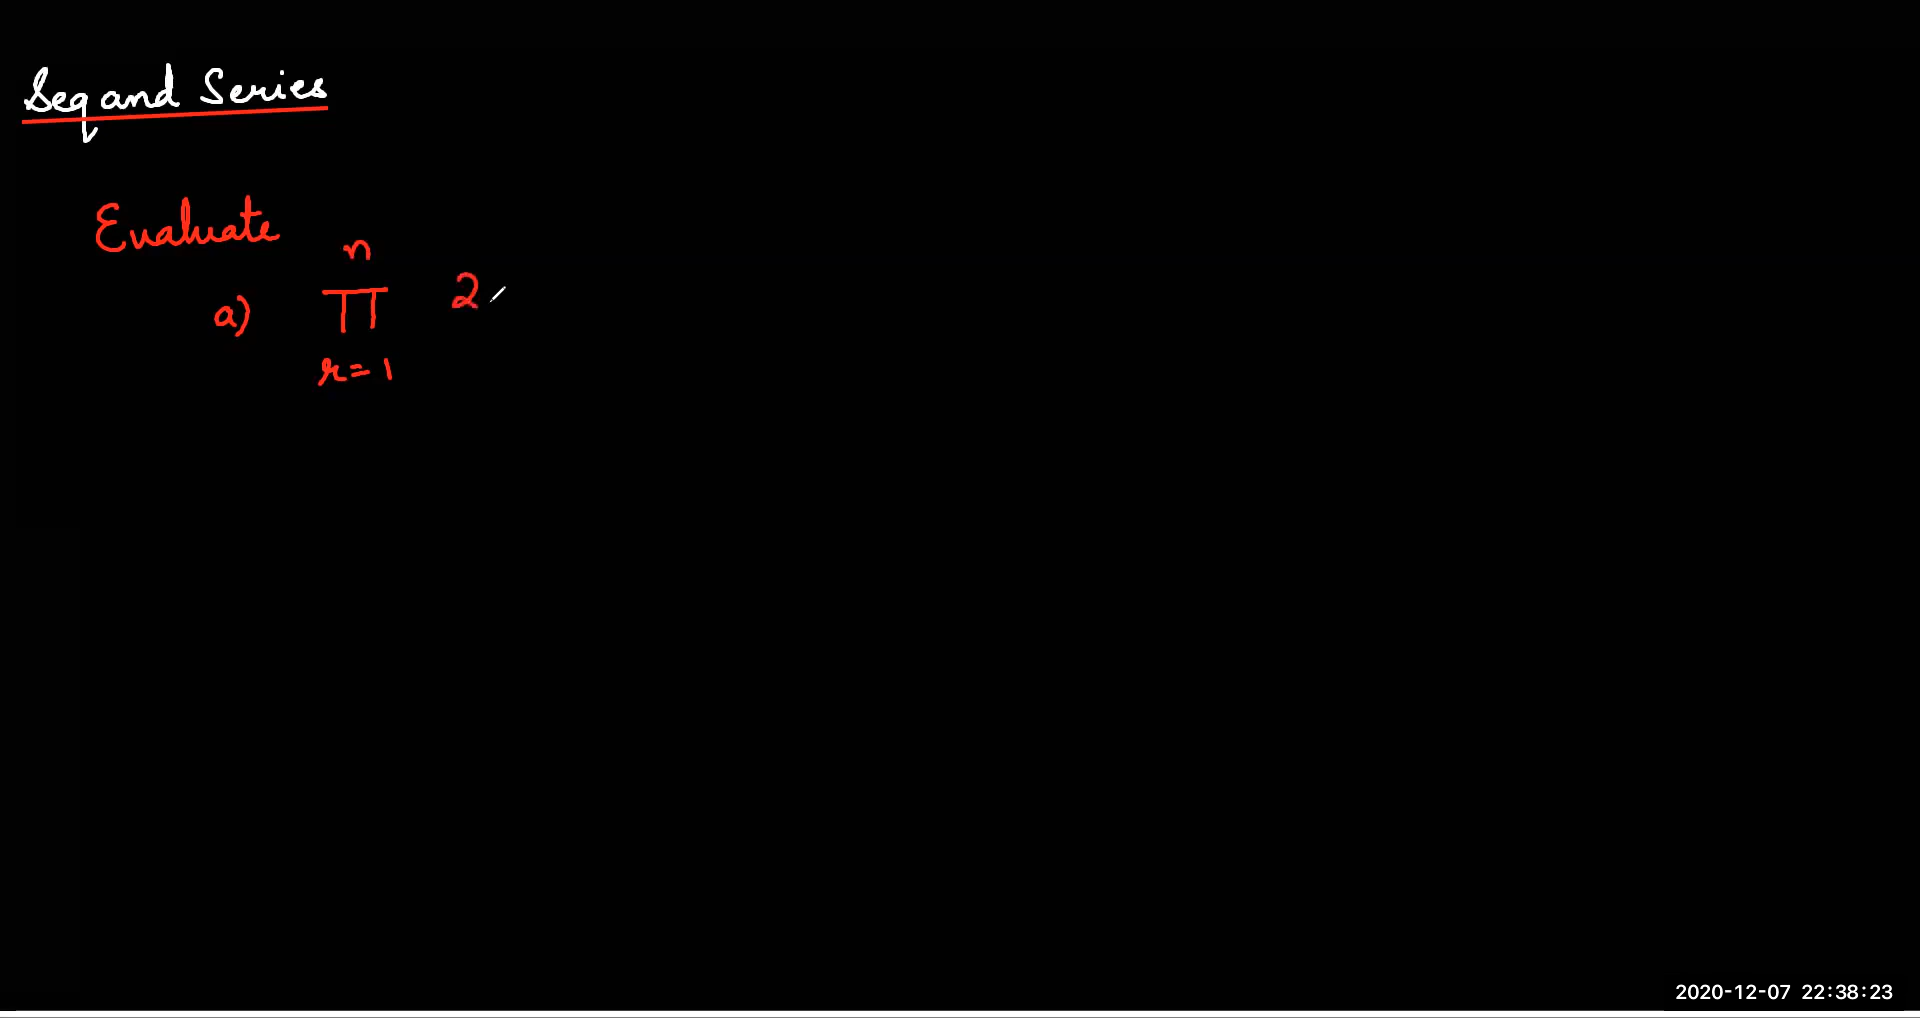 Seq and Series
Evaluate
n
a) ∏ 2
r=1
2020-12-07 22:38:23